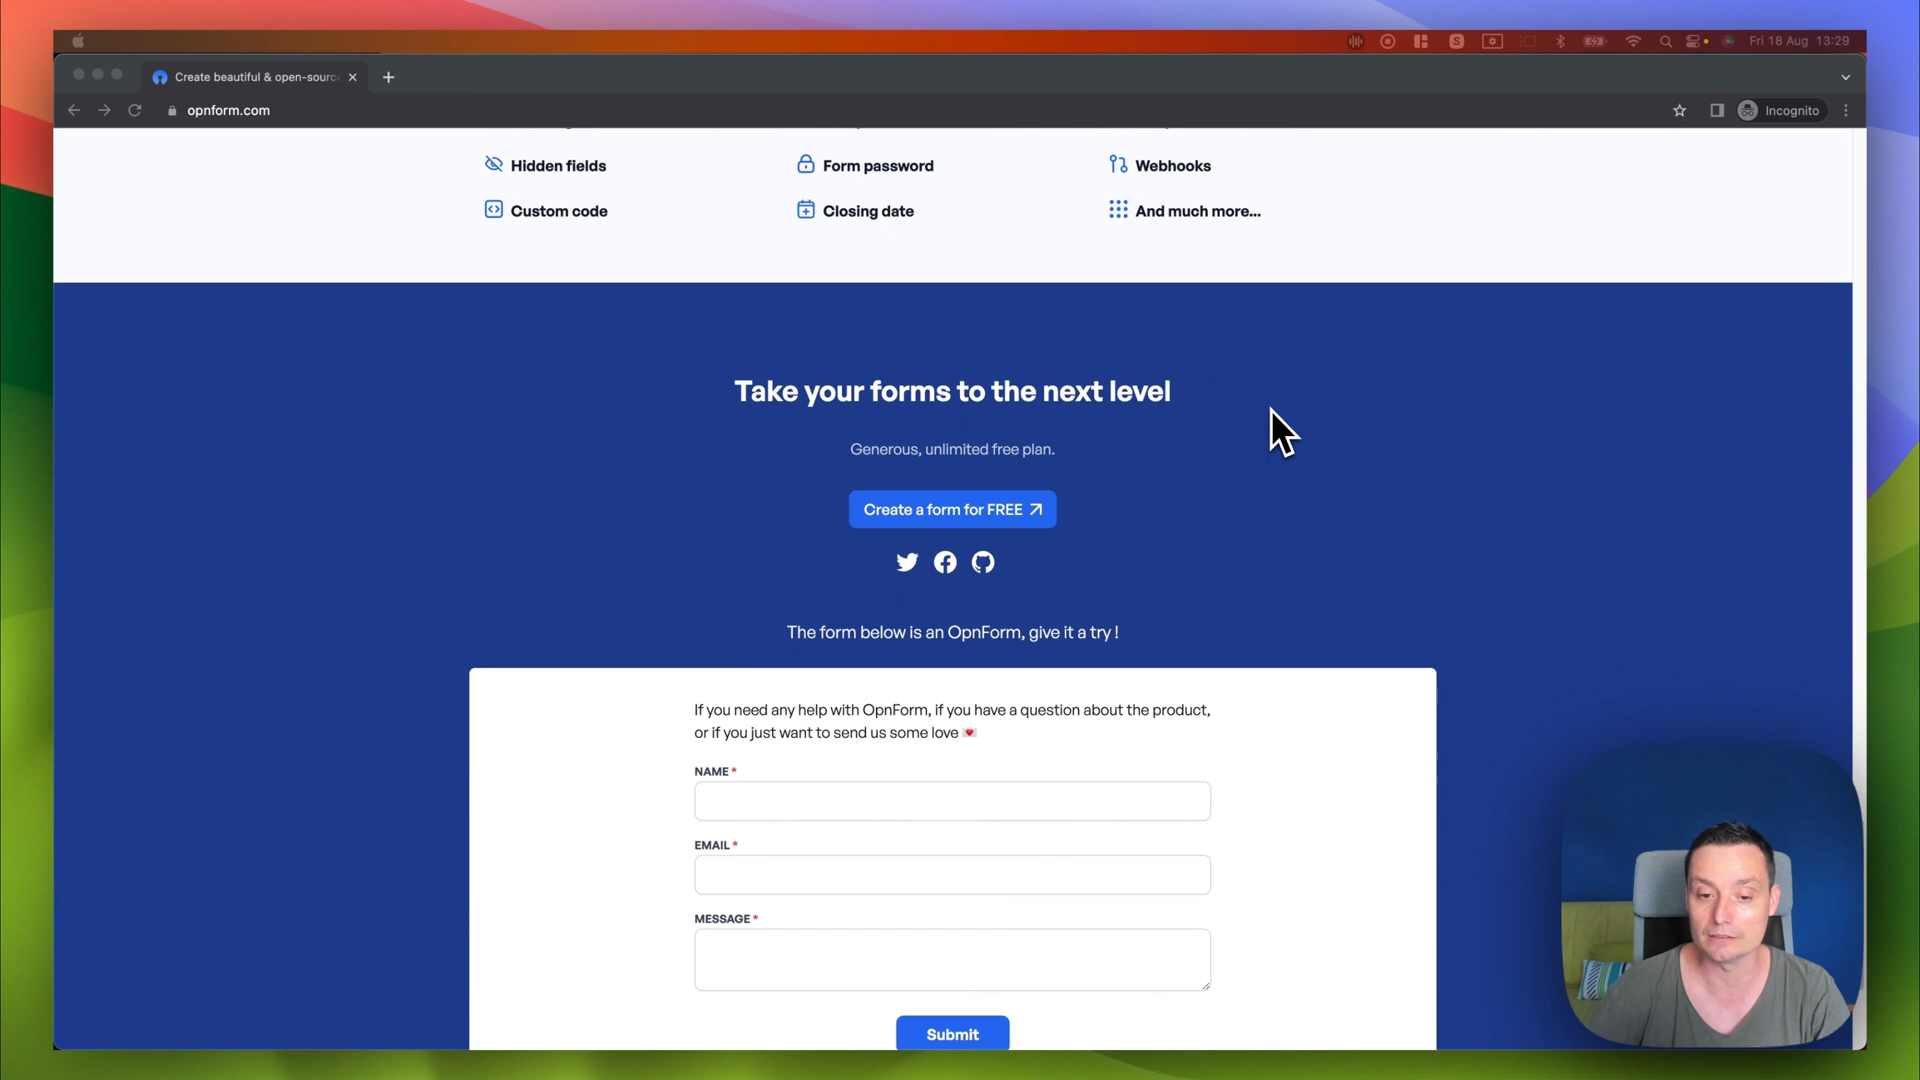 Fri 18 Aug 13:29
Create beautiful & open-sourc
opnform.com
Incognito
Hidden fields
Form password
Webhooks
Custom code
Closing date
And much more...
Take your forms to the next level
Generous, unlimited free plan.
Create a form for FREE
The form below is an OpnForm, give it a try !
If you need any help with OpnForm, if you have a question about the product,
or if you just want to send us some love 💌
NAME *
EMAIL *
MESSAGE *
Submit